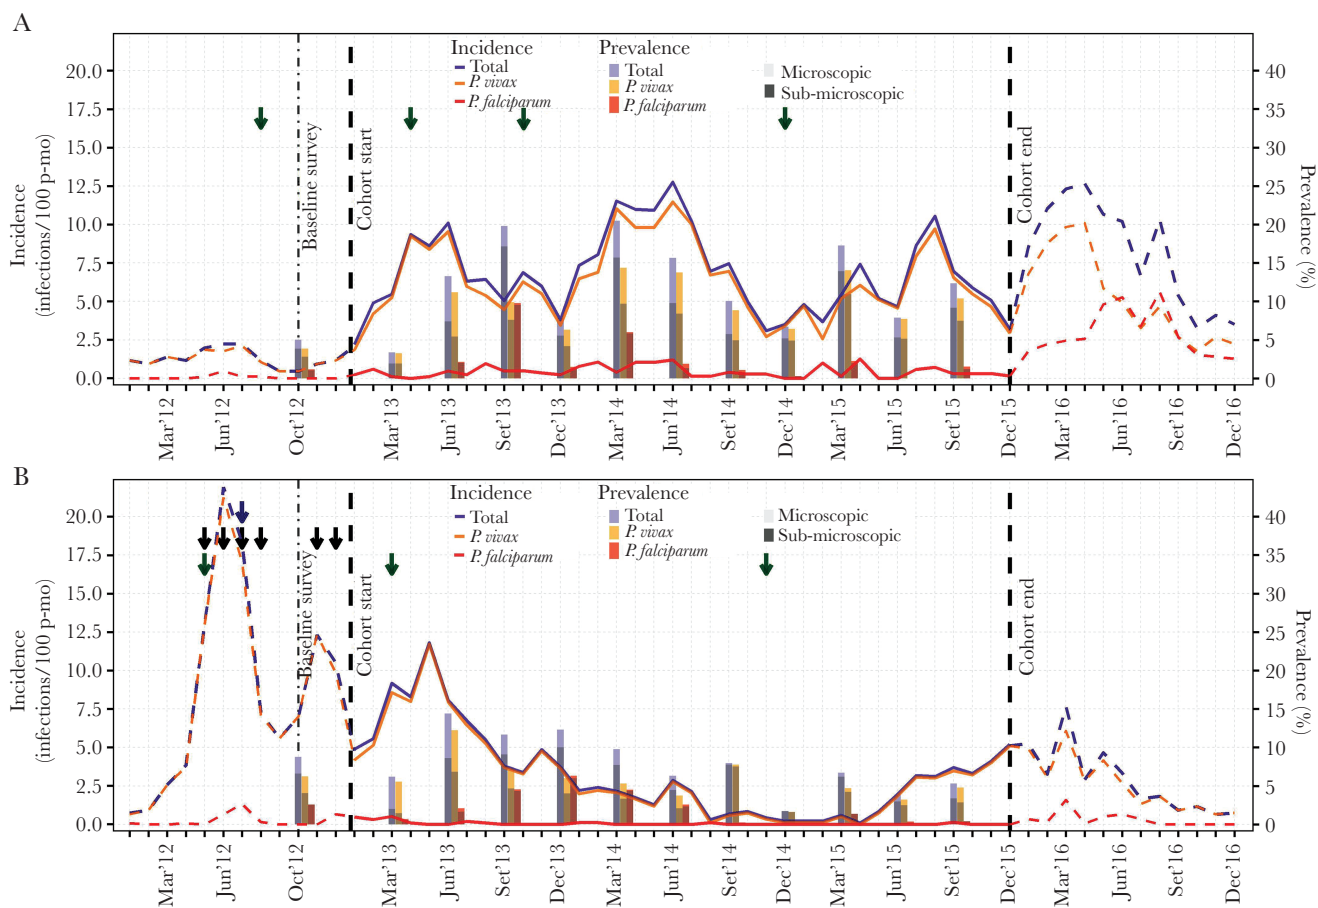 A
Incidence
Total
P. vivax
P. falciparum
Prevalence
Total
P. vivax
P. falciparum
Microscopic
Sub-microscopic
Incidence
(infections/100 p-mo)
20.0
17.5
15.0
12.5
10.0
7.5
5.0
2.5
0.0
Baseline survey
Cohort start
Cohort end
40
35
30
25
20
15
10
5
0
Prevalence (%)
Mar'12
Jun'12
Oct'12
Mar'13
Jun'13
Set'13
Dec'13
Mar'14
Jun'14
Set'14
Dec'14
Mar'15
Jun'15
Set'15
Dec'15
Mar'16
Jun'16
Set'16
Dec'16
B
Incidence
Total
P. vivax
P. falciparum
Prevalence
Total
P. vivax
P. falciparum
Microscopic
Sub-microscopic
Incidence
(infections/100 p-mo)
20.0
17.5
15.0
12.5
10.0
7.5
5.0
2.5
0.0
Baseline survey
Cohort start
Cohort end
40
35
30
25
20
15
10
5
0
Prevalence (%)
Mar'12
Jun'12
Oct'12
Mar'13
Jun'13
Set'13
Dec'13
Mar'14
Jun'14
Set'14
Dec'14
Mar'15
Jun'15
Set'15
Dec'15
Mar'16
Jun'16
Set'16
Dec'16